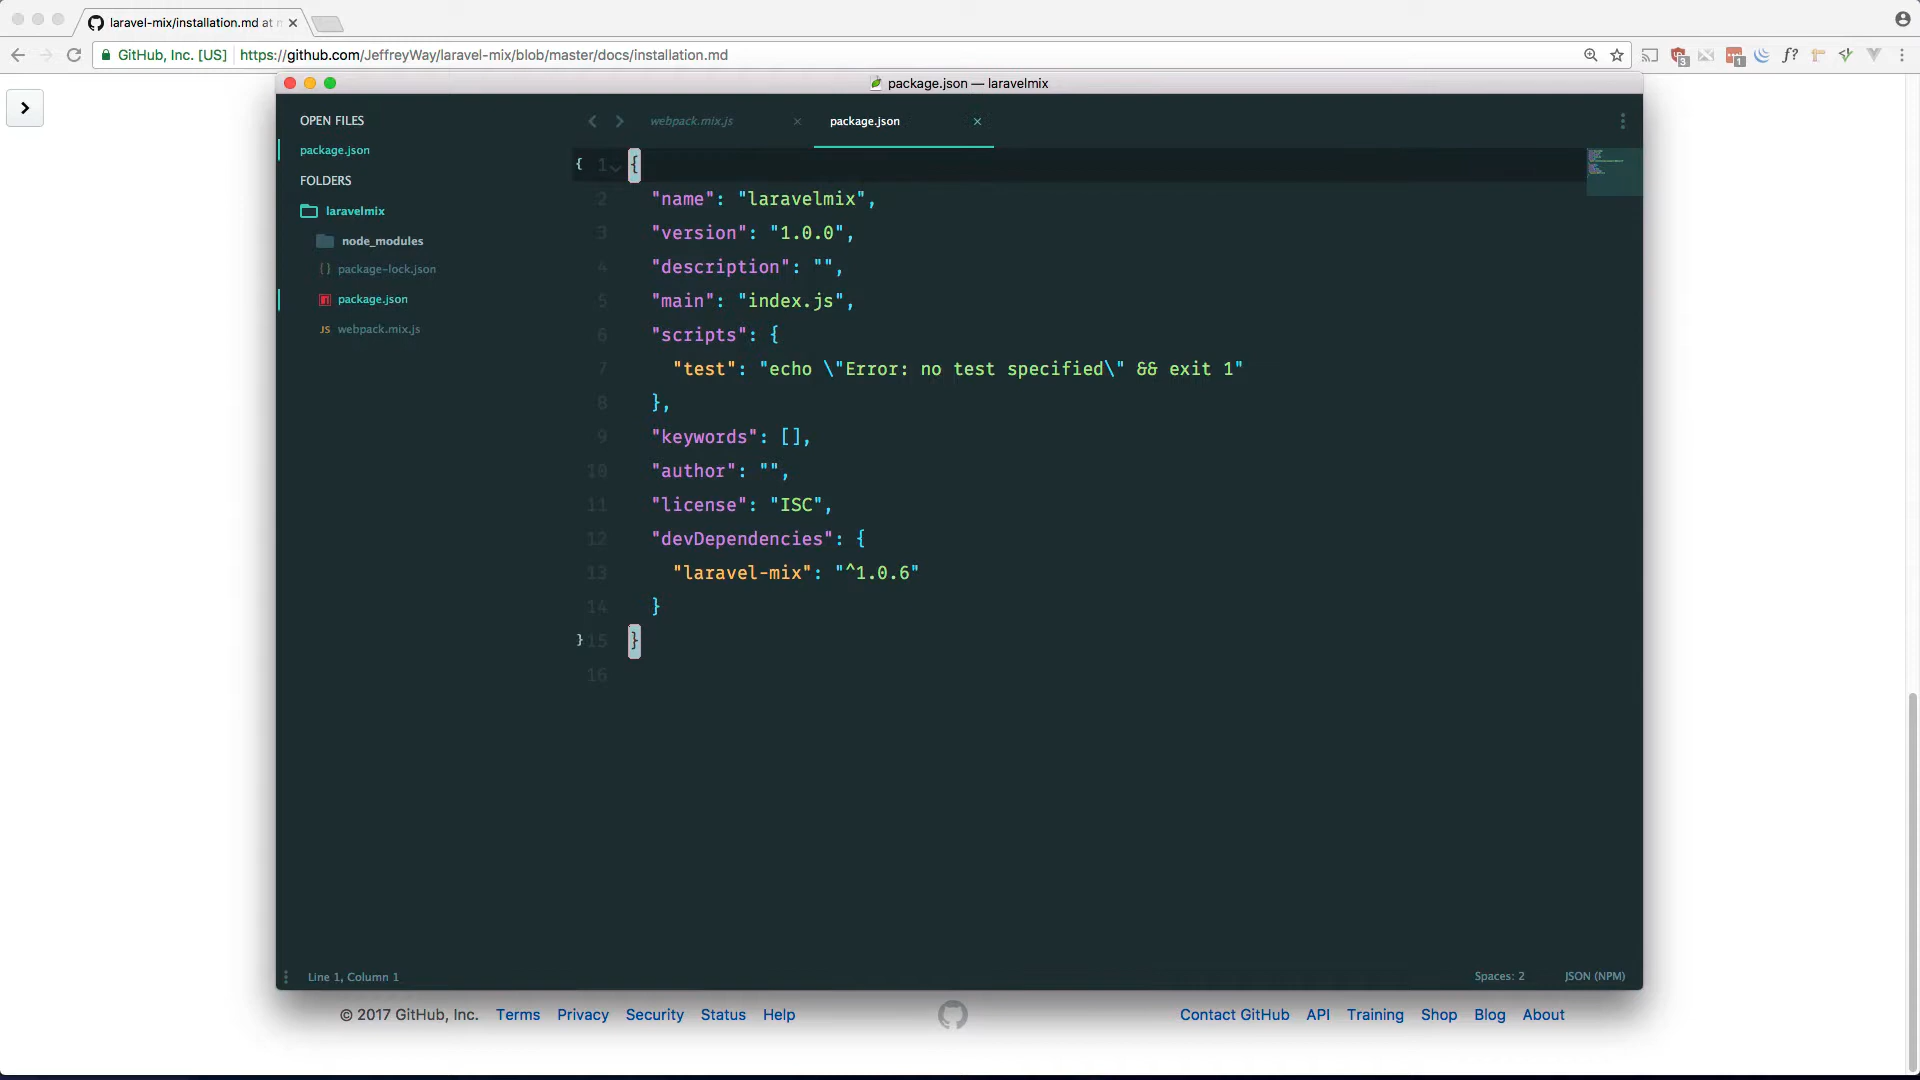 laravel-mix/installation.md at
GitHub, Inc. [US] https://github.com/JeffreyWay/laravel-mix/blob/master/docs/installation.md
package.json — laravelmix
OPEN FILES
package.json
FOLDERS
laravelmix
node_modules
package-lock.json
package.json
JS webpack.mix.js
webpack.mix.js
package.json
{ 1 {
2 "name": "laravelmix",
3 "version": "1.0.0",
4 "description": "",
5 "main": "index.js",
6 "scripts": {
7 "test": "echo \"Error: no test specified\" && exit 1"
8 },
9 "keywords": [],
10 "author": "",
11 "license": "ISC",
12 "devDependencies": {
13 "laravel-mix": "^1.0.6"
14 }
} 15 }
16
Line 1, Column 1
Spaces: 2
JSON (NPM)
© 2017 GitHub, Inc. Terms Privacy Security Status Help
Contact GitHub API Training Shop Blog About